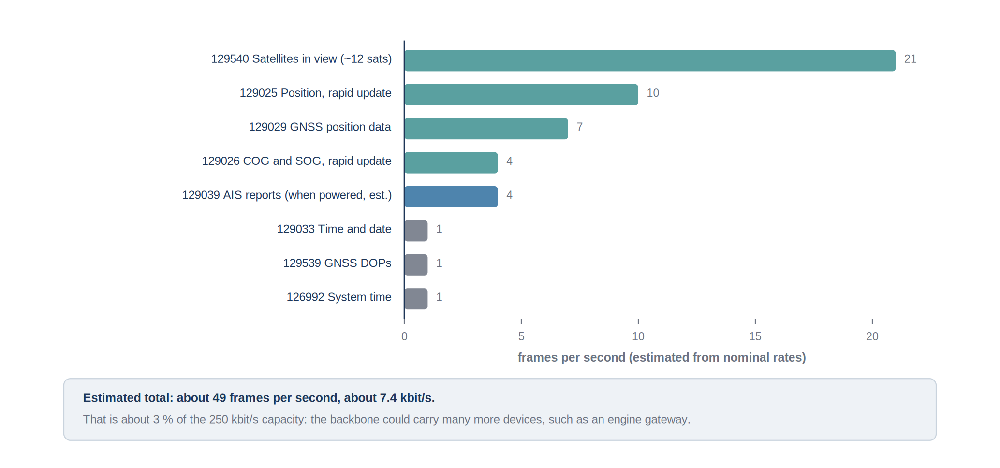 129540 Satellites in view (~12 sats) 21
129025 Position, rapid update 10
129029 GNSS position data 7
129026 COG and SOG, rapid update 4
129039 AIS reports (when powered, est.) 4
129033 Time and date 1
129539 GNSS DOPs 1
126992 System time 1
0 5 10 15 20
frames per second (estimated from nominal rates)
Estimated total: about 49 frames per second, about 7.4 kbit/s.
That is about 3 % of the 250 kbit/s capacity: the backbone could carry many more devices, such as an engine gateway.